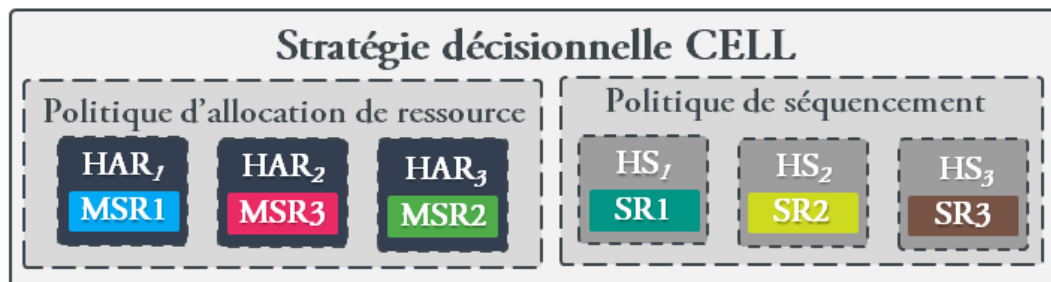 Stratégie décisionnelle CELL
Politique d'allocation de ressource
HAR1 HAR2 HAR3
MSR1 MSR3 MSR2
Politique de séquencement
HS1 HS2 HS3
SR1 SR2 SR3